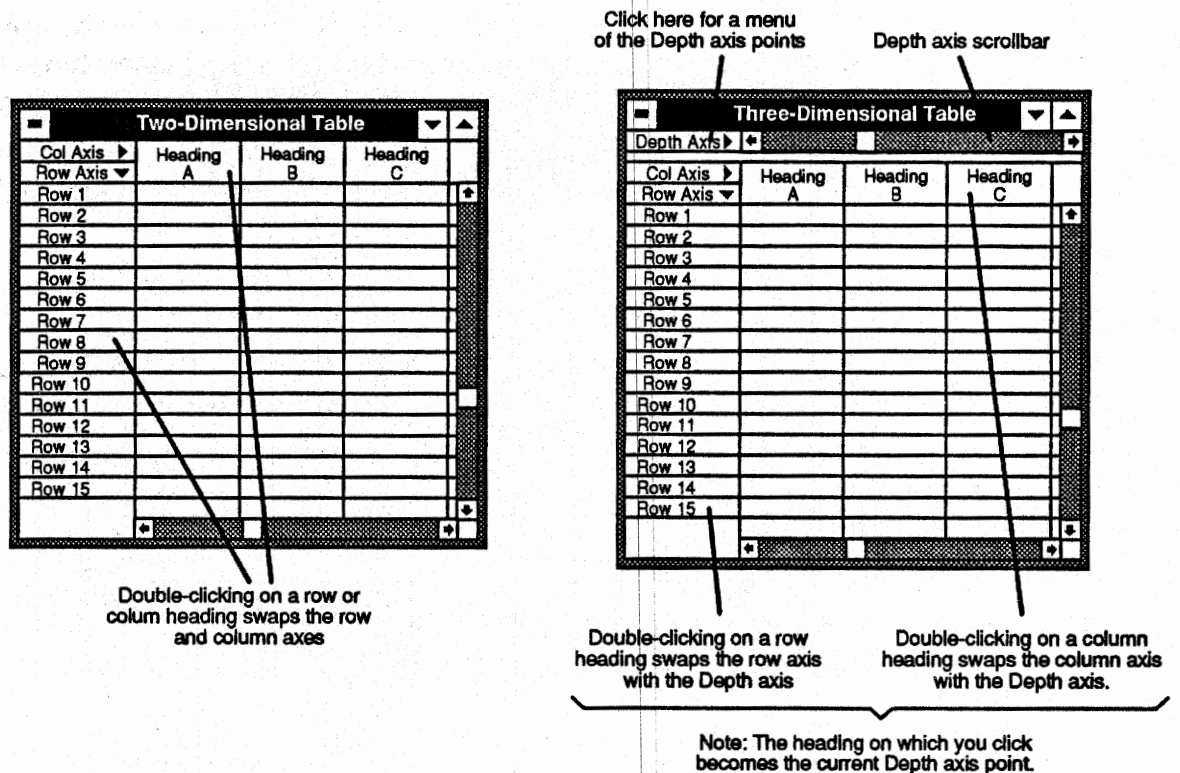 Click here for a menu
of the Depth axis points
Depth axis scrollbar
Two-Dimensional Table
Col Axis
Row Axis
Heading
A
Heading
B
Heading
C
Row 1
Row 2
Row 3
Row 4
Row 5
Row 6
Row 7
Row 8
Row 9
Row 10
Row 11
Row 12
Row 13
Row 14
Row 15
Double-clicking on a row or
colum heading swaps the row
and column axes
Three-Dimensional Table
Depth Axis
Col Axis
Row Axis
Heading
A
Heading
B
Heading
C
Row 1
Row 2
Row 3
Row 4
Row 5
Row 6
Row 7
Row 8
Row 9
Row 10
Row 11
Row 12
Row 13
Row 14
Row 15
Double-clicking on a row
heading swaps the row axis
with the Depth axis
Double-clicking on a column
heading swaps the column axis
with the Depth axis.
Note: The heading on which you click
becomes the current Depth axis point.